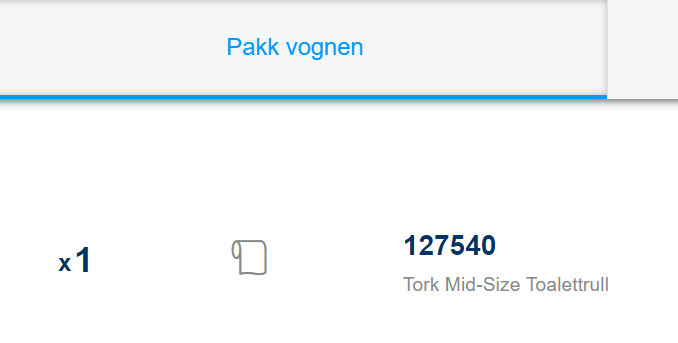 Pakk vognen
x1
127540
Tork Mid-Size Toalettrull